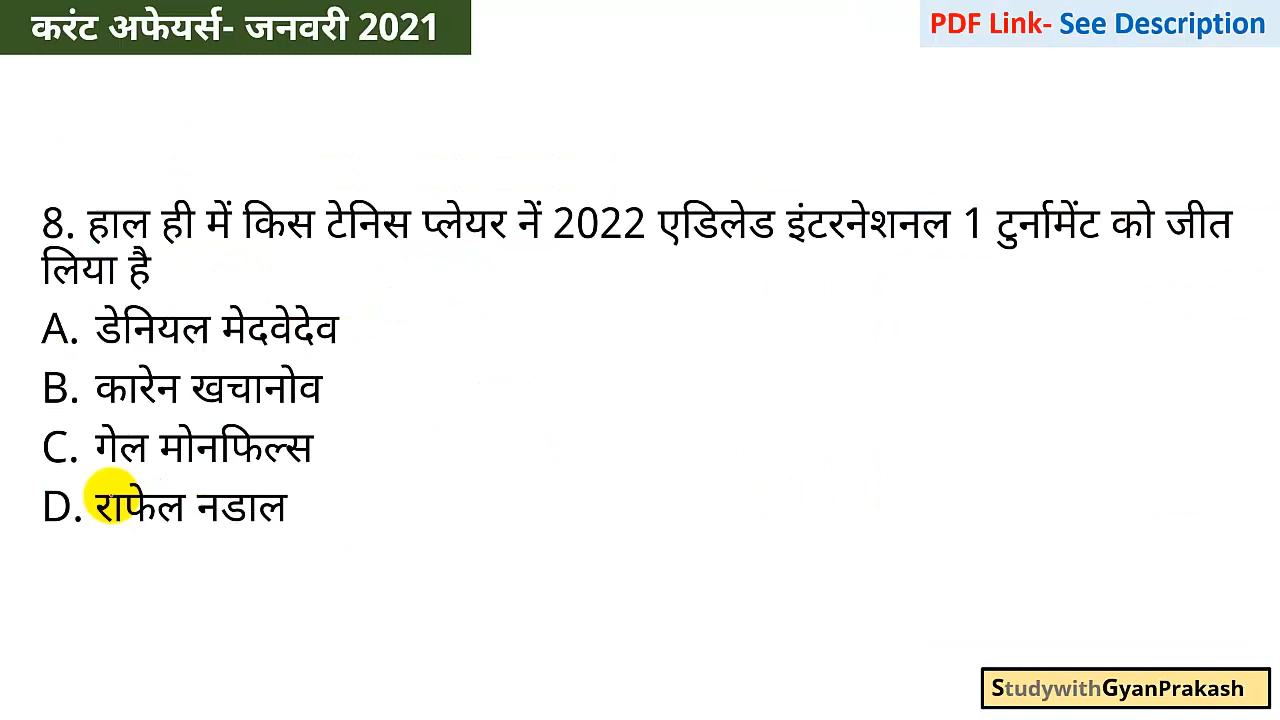 करंट अफेयर्स- जनवरी 2021
PDF Link- See Description
8. हाल ही में किस टेनिस प्लेयर नें 2022 एडिलेड इंटरनेशनल 1 टुर्नामेंट को जीत
लिया है
A. डेनियल मेदवेदेव
B. कारेन खचानोव
C. गेल मोनफिल्स
D. राफेल नडाल
StudywithGyanPrakash